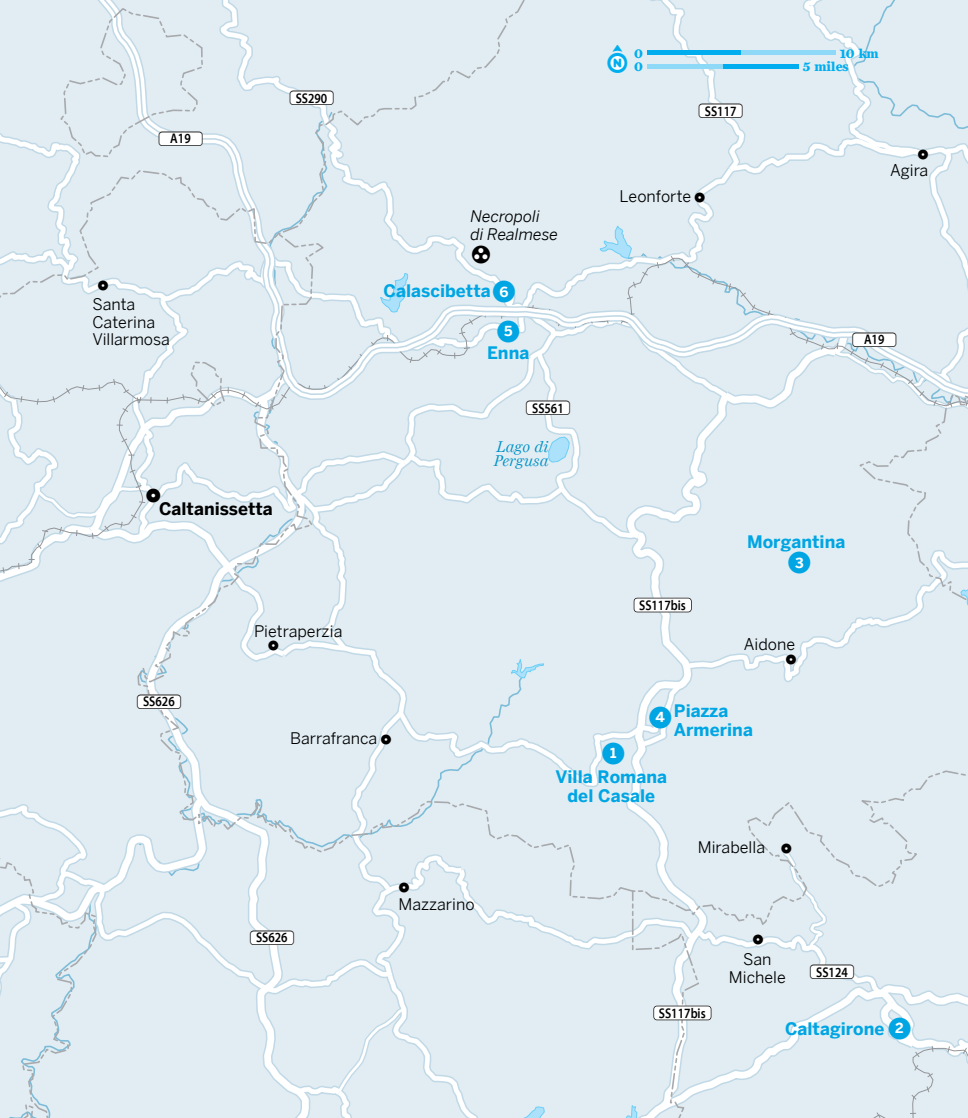 0
10 km
N
0
5 miles
SS290
SS117
A19
Agira
Leonforte
Necropoli
di Realmese
Calascibetta 6
Santa
Caterina
Villarmosa
5
Enna
A19
SS561
Lago di
Pergusa
Caltanissetta
Morgantina
3
SS117bis
Pietraperzia
Aidone
SS626
4 Piazza
Armerina
Barrafranca
1
Villa Romana
del Casale
Mirabella
Mazzarino
SS626
San
Michele
SS124
SS117bis
Caltagirone 2